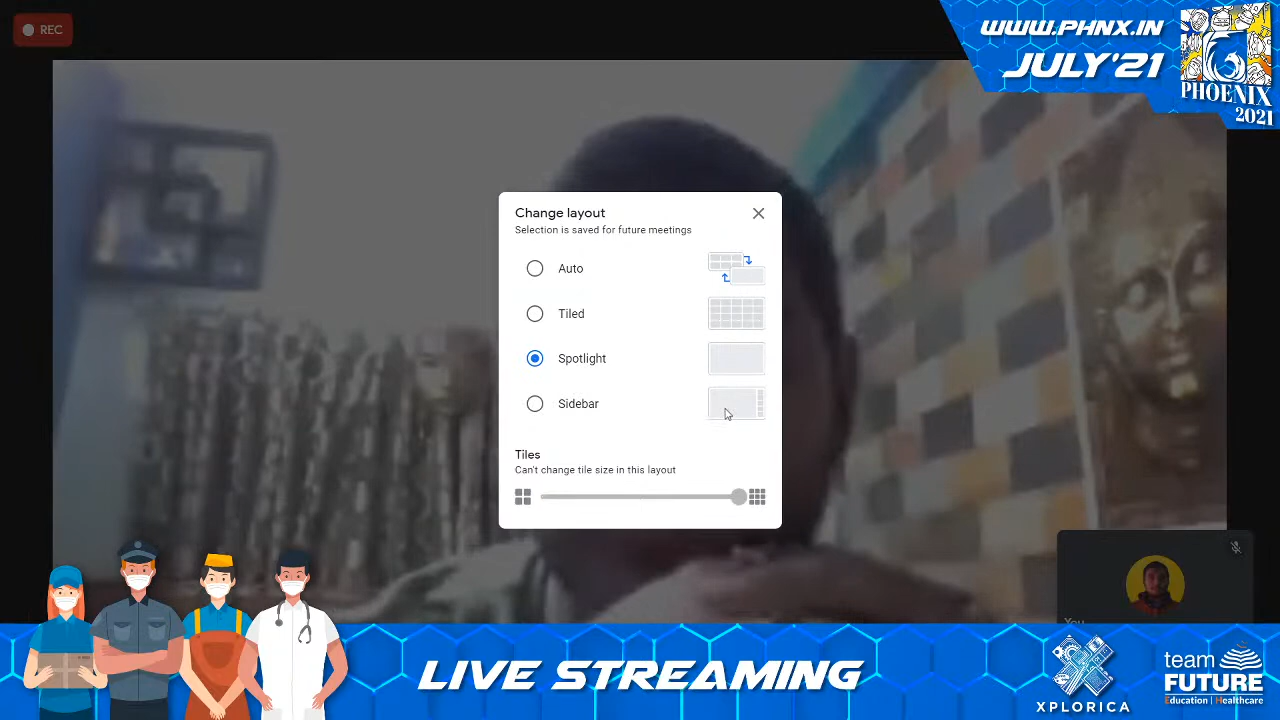 REC
WWW.PHNX.IN
JULY'21
PHOENIX
2021
Change layout
Selection is saved for future meetings
Auto
Tiled
Spotlight
Sidebar
Tiles
Can't change tile size in this layout
You
LIVE STREAMING
XPLORICA
team
FUTURE
Education | Healthcare